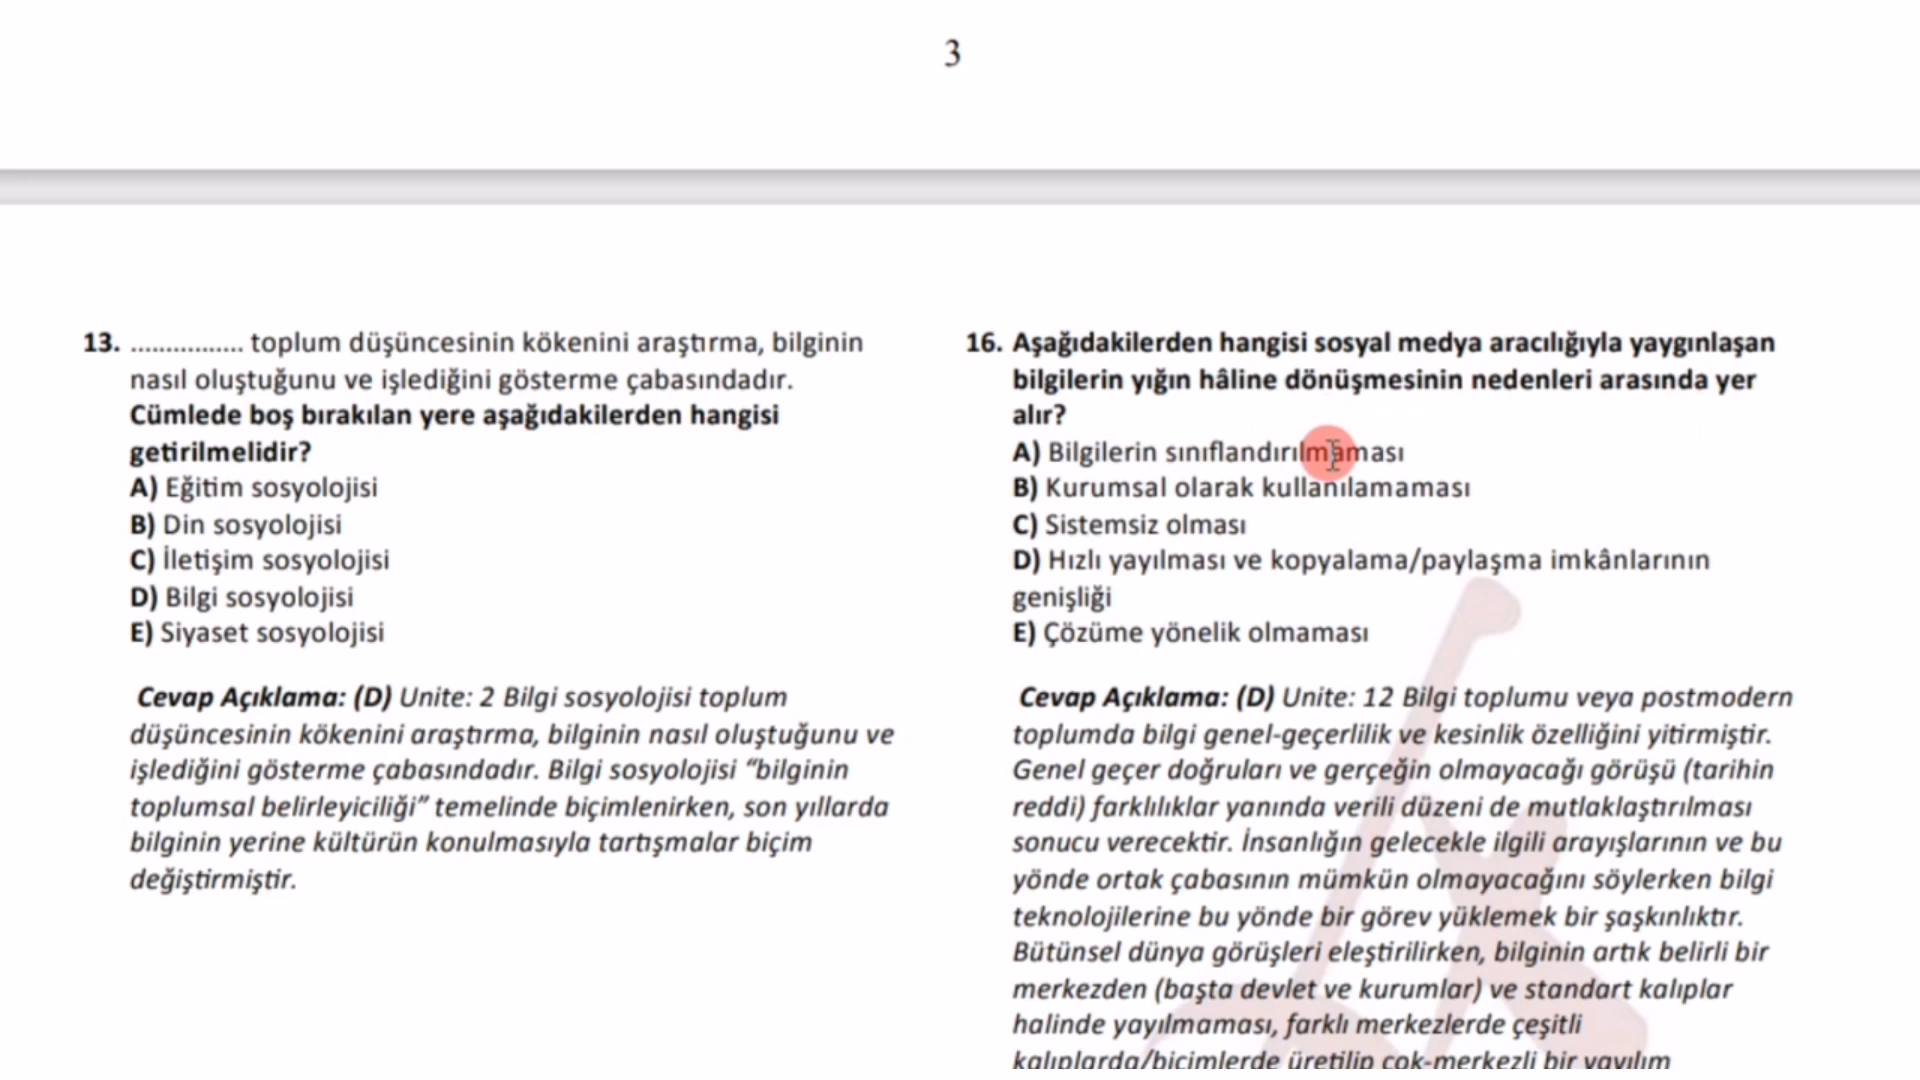 3
13. ................ toplum düşüncesinin kökenini araştırma, bilginin
nasıl oluştuğunu ve işlediğini gösterme çabasındadır.
Cümlede boş bırakılan yere aşağıdakilerden hangisi
getirilmelidir?
A) Eğitim sosyolojisi
B) Din sosyolojisi
C) İletişim sosyolojisi
D) Bilgi sosyolojisi
E) Siyaset sosyolojisi
Cevap Açıklama: (D) Unite: 2 Bilgi sosyolojisi toplum
düşüncesinin kökenini araştırma, bilginin nasıl oluştuğunu ve
işlediğini gösterme çabasındadır. Bilgi sosyolojisi “bilginin
toplumsal belirleyiciliği” temelinde biçimlenirken, son yıllarda
bilginin yerine kültürün konulmasıyla tartışmalar biçim
değiştirmiştir.
16. Aşağıdakilerden hangisi sosyal medya aracılığıyla yaygınlaşan
bilgilerin yığın hâline dönüşmesinin nedenleri arasında yer
alır?
A) Bilgilerin sınıflandırılmaması
B) Kurumsal olarak kullanılamaması
C) Sistemsiz olması
D) Hızlı yayılması ve kopyalama/paylaşma imkânlarının
genişliği
E) Çözüme yönelik olmaması
Cevap Açıklama: (D) Unite: 12 Bilgi toplumu veya postmodern
toplumda bilgi genel-geçerlilik ve kesinlik özelliğini yitirmiştir.
Genel geçer doğruları ve gerçeğin olmayacağı görüşü (tarihin
reddi) farklılıklar yanında verili düzeni de mutlaklaştırılması
sonucu verecektir. İnsanlığın gelecekle ilgili arayışlarının ve bu
yönde ortak çabasının mümkün olmayacağını söylerken bilgi
teknolojilerine bu yönde bir görev yüklemek bir şaşkınlıktır.
Bütünsel dünya görüşleri eleştirilirken, bilginin artık belirli bir
merkezden (başta devlet ve kurumlar) ve standart kalıplar
halinde yayılmaması, farklı merkezlerde çeşitli
kalıplarda/biçimlerde üretilip çok-merkezli bir yayılım